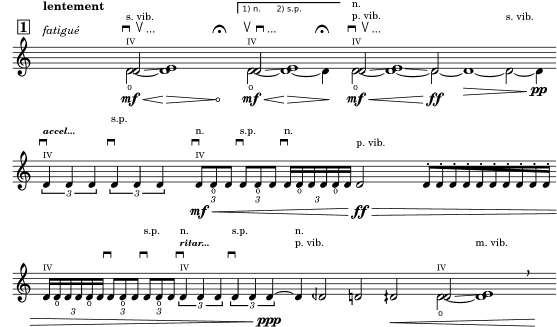 lentement
1) n. 2) s.p.
n.
s. vib. p. vib. s. vib.
1 fatigué ... ... ...
IV IV IV
o o o
mf o mf mf ff pp
s.p.
accel... n. s.p. n.
IV IV p. vib.
3 3 o o o o o
3 3 3
mf ff
s.p. n. s.p. n.
ritar... p. vib. m. vib.
IV IV IV
o o o o o 3 3 o
3 3 3
ppp